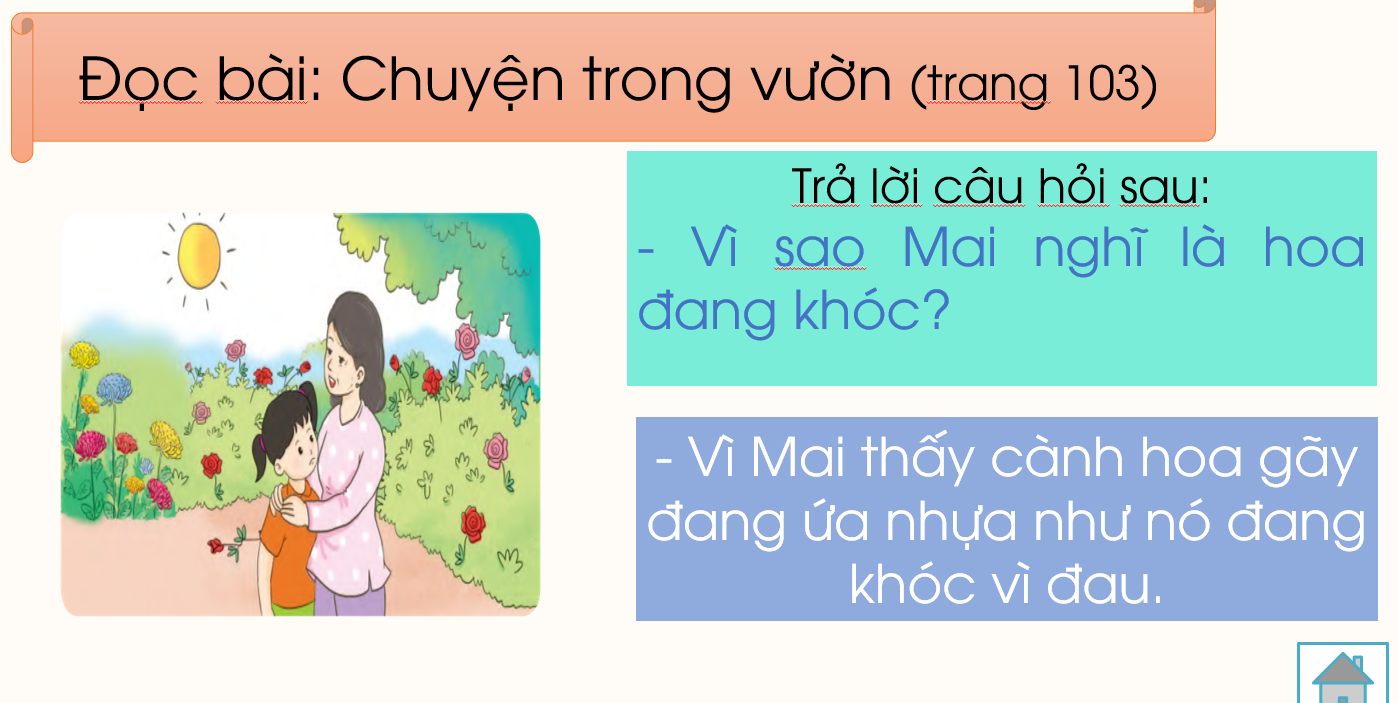 Đọc bài: Chuyện trong vườn (trang 103)
Trả lời câu hỏi sau:
- Vì sao Mai nghĩ là hoa
đang khóc?
- Vì Mai thấy cành hoa gãy
đang ứa nhựa như nó đang
khóc vì đau.